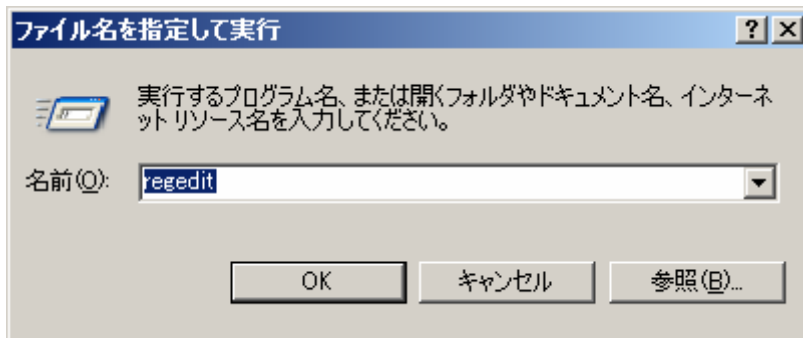 ファイル名を指定して実行
実行するプログラム名、または開くフォルダやドキュメント名、インターネ
ット リソース名を入力してください。
名前(O): regedit
OK キャンセル 参照(B)...